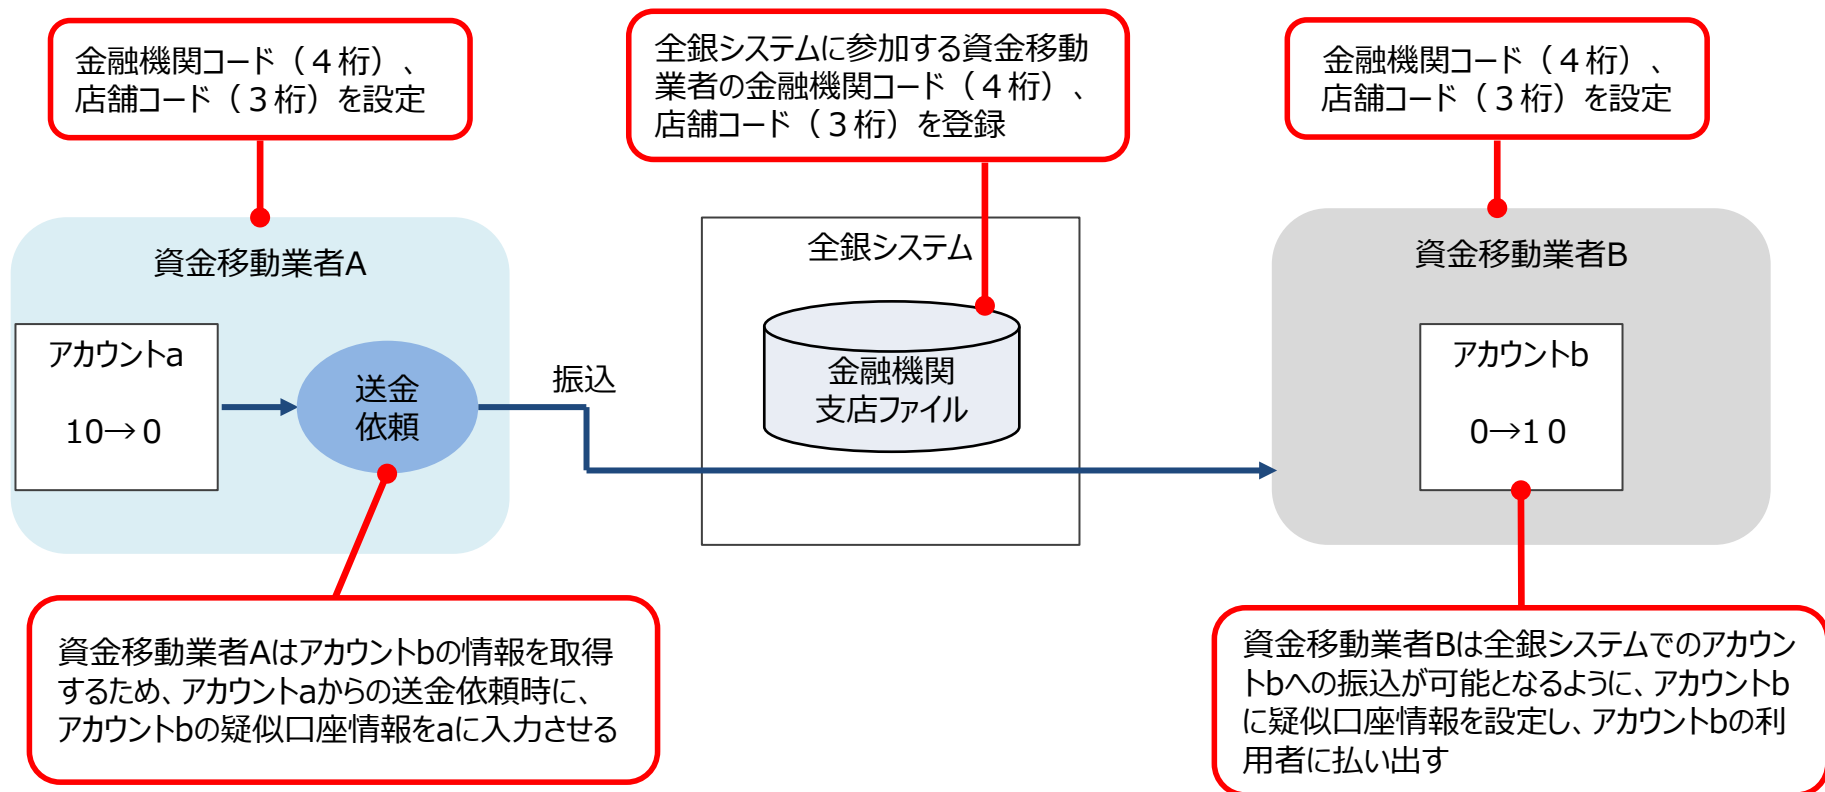 金融機関コード（４桁）、
店舗コード（３桁）を設定
全銀システムに参加する資金移動
業者の金融機関コード（４桁）、
店舗コード（３桁）を登録
金融機関コード（４桁）、
店舗コード（３桁）を設定
資金移動業者A
アカウントa
10→０
送金
依頼
振込
全銀システム
金融機関
支店ファイル
資金移動業者B
アカウントb
0→1０
資金移動業者Aはアカウントbの情報を取得
するため、アカウントaからの送金依頼時に、
アカウントbの疑似口座情報をaに入力させる
資金移動業者Bは全銀システムでのアカウン
トbへの振込が可能となるように、アカウントb
に疑似口座情報を設定し、アカウントbの利
用者に払い出す